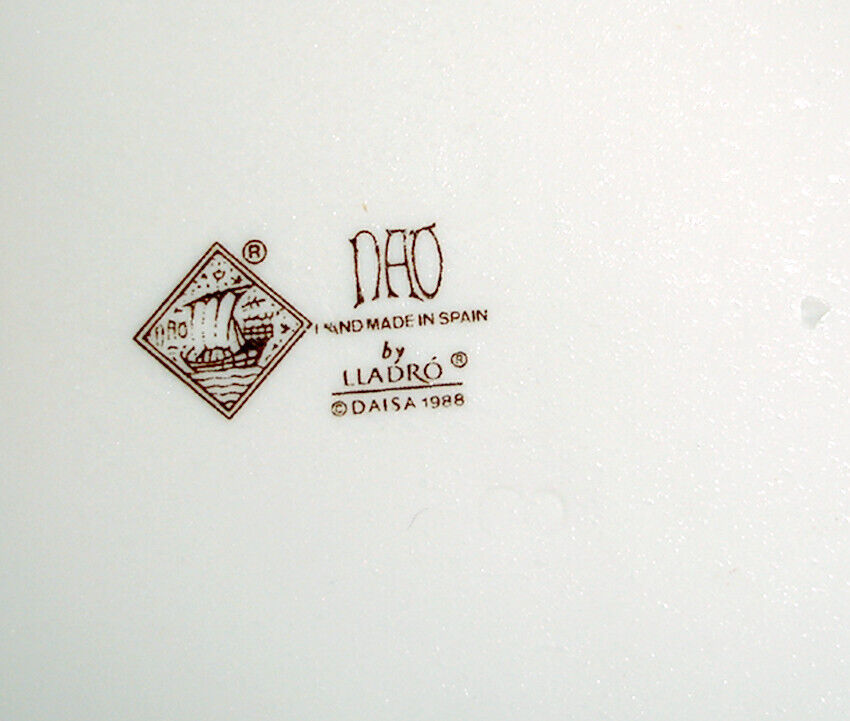 ®
NAO
NAO
HAND MADE IN SPAIN
by
LLADRÓ ®
© DAISA 1988